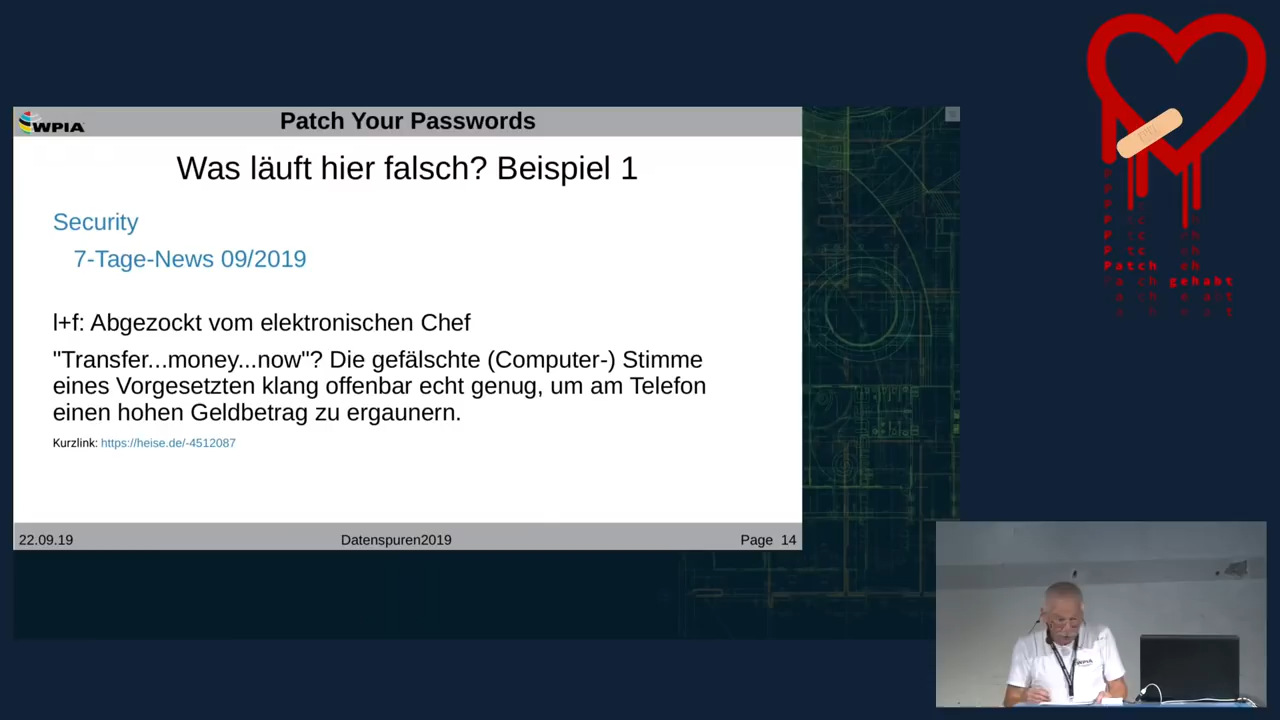 WPIA
Patch Your Passwords
Was läuft hier falsch? Beispiel 1
Security
7-Tage-News 09/2019
l+f: Abgezockt vom elektronischen Chef
"Transfer...money...now"? Die gefälschte (Computer-) Stimme
eines Vorgesetzten klang offenbar echt genug, um am Telefon
einen hohen Geldbetrag zu ergaunern.
Kurzlink: https://heise.de/-4512087
22.09.19
Datenspuren2019
Page 14
Patch eh
gehabt
WPIA